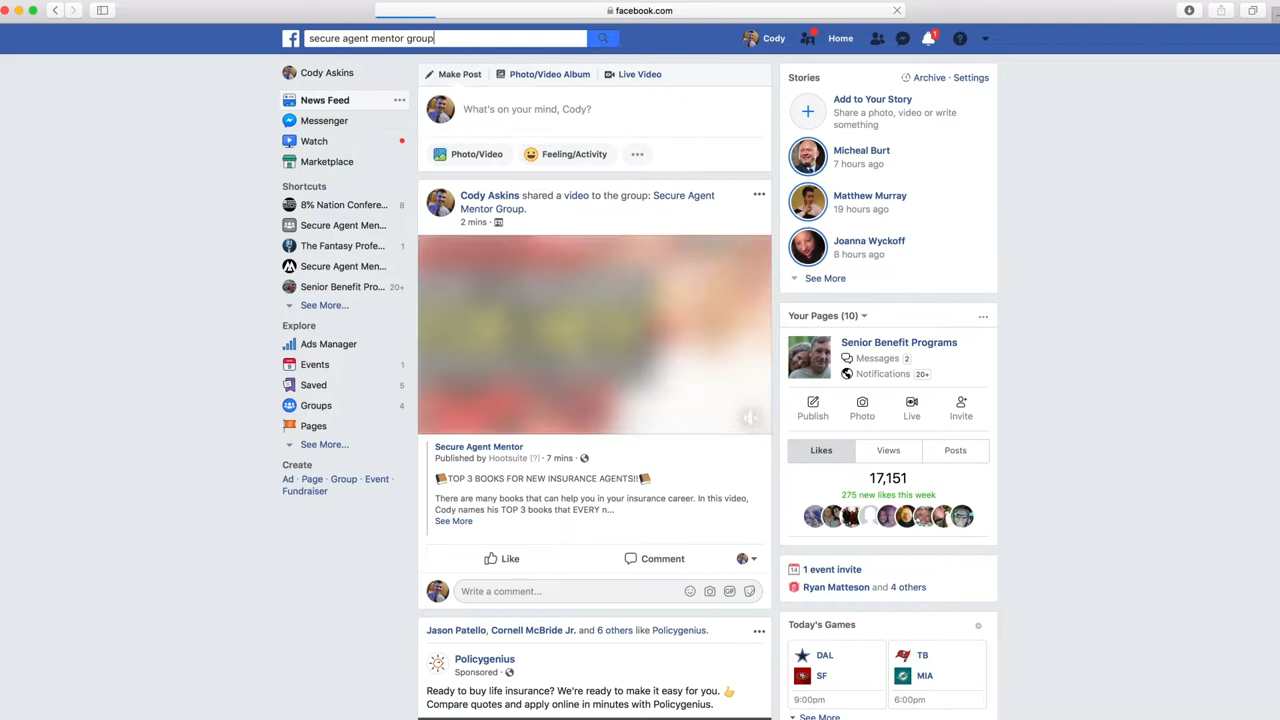 facebook.com
secure agent mentor group
Cody
Home
1
Cody Askins
News Feed
Messenger
Watch
Marketplace
Shortcuts
8% Nation Confere... 8
Secure Agent Men...
The Fantasy Profe... 1
Secure Agent Men...
Senior Benefit Pro... 20+
See More...
Explore
Ads Manager
Events 1
Saved 5
Groups 4
Pages
See More...
Create
Ad · Page · Group · Event ·
Fundraiser
Make Post
Photo/Video Album
Live Video
What's on your mind, Cody?
Photo/Video
Feeling/Activity
Cody Askins shared a video to the group: Secure Agent
Mentor Group.
2 mins ·
Secure Agent Mentor
Published by Hootsuite [?] · 7 mins ·
TOP 3 BOOKS FOR NEW INSURANCE AGENTS!!
There are many books that can help you in your insurance career. In this video,
Cody names his TOP 3 books that EVERY n...
See More
Like
Comment
Write a comment...
GIF
Jason Patello, Cornell McBride Jr. and 6 others like Policygenius.
Policygenius
Sponsored ·
Ready to buy life insurance? We're ready to make it easy for you.
Compare quotes and apply online in minutes with Policygenius.
Stories
Archive · Settings
Add to Your Story
Share a photo, video or write
something
Micheal Burt
7 hours ago
Matthew Murray
19 hours ago
Joanna Wyckoff
8 hours ago
See More
Your Pages (10)
Senior Benefit Programs
Messages 2
Notifications 20+
Publish
Photo
Live
Invite
Likes
Views
Posts
17,151
275 new likes this week
14
1 event invite
Ryan Matteson and 4 others
Today's Games
DAL
SF
9:00pm
TB
MIA
6:00pm
See More